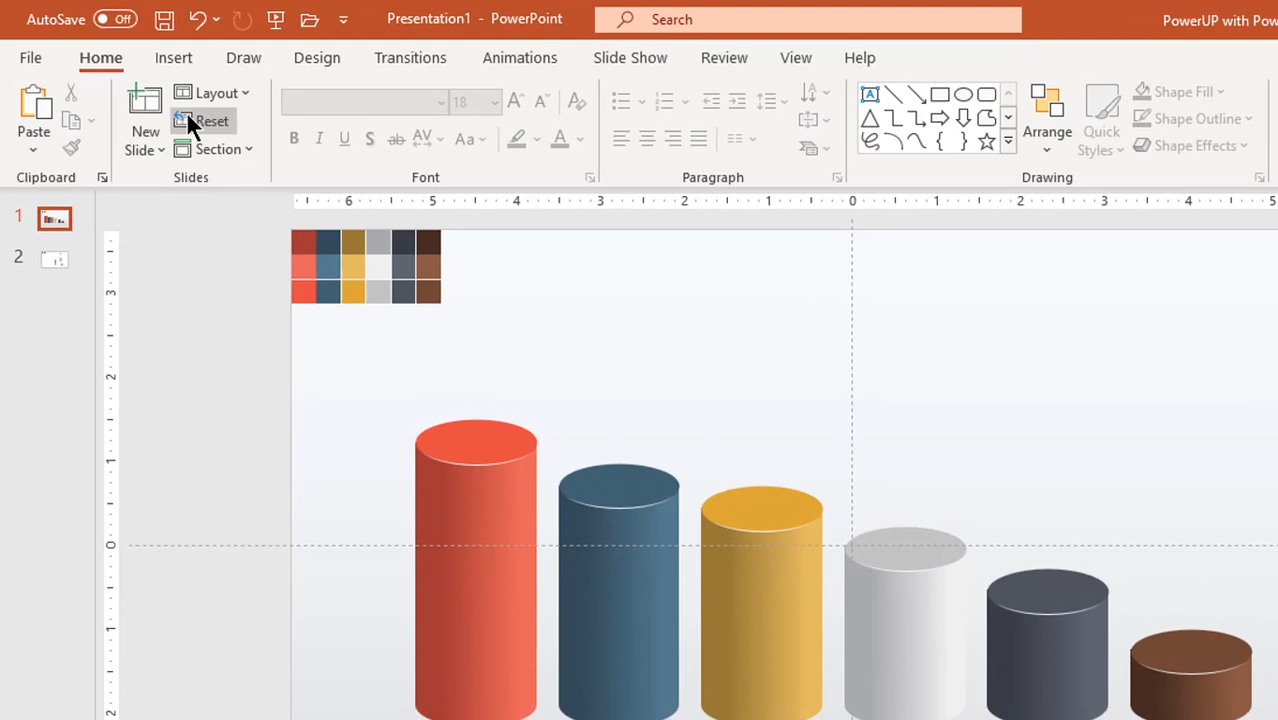 AutoSave Off Presentation1 - PowerPoint Search PowerUP with Pow
File Home Insert Draw Design Transitions Animations Slide Show Review View Help
Paste
New Slide
Layout
Reset
Section
18
Aa
Arrange
Quick Styles
Shape Fill
Shape Outline
Shape Effects
Clipboard Slides Font Paragraph Drawing
6 5 4 3 2 1 0 1 2 3 4 5
1
2
3
2
1
0
1
2